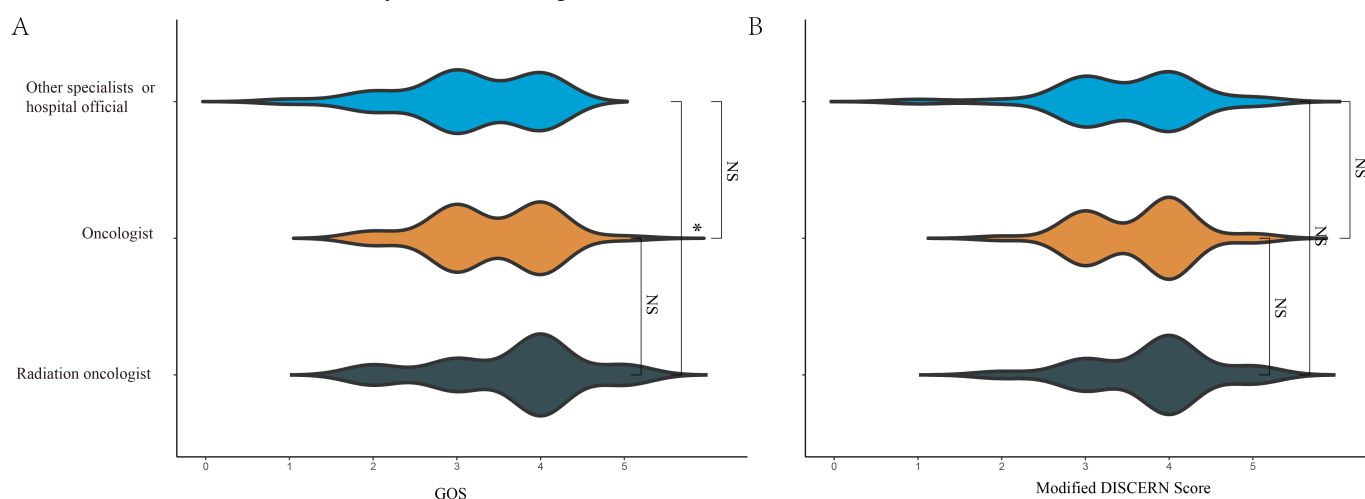 A
B
Other specialists or
hospital official
NS
NS
Oncologist
*
NS
NS
NS
Radiation oncologist
0 1 2 3 4 5
0 1 2 3 4 5
GOS
Modified DISCERN Score